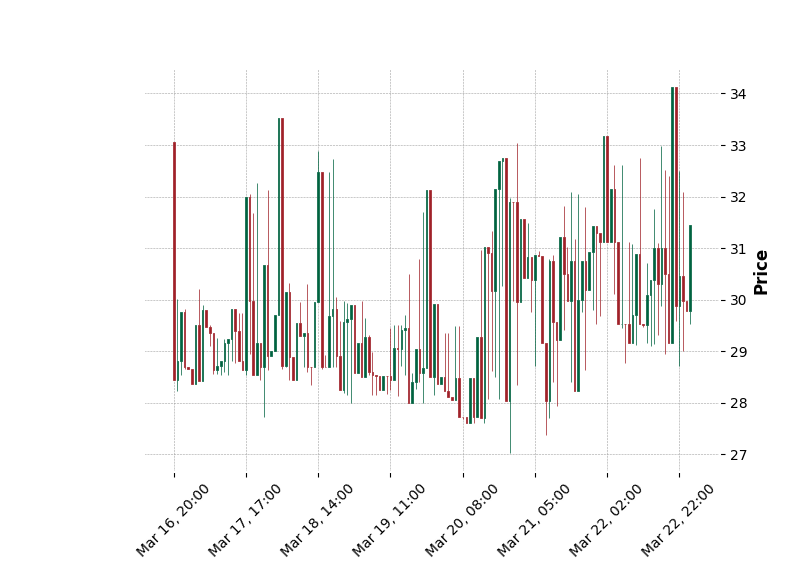 34
33
32
31
30
29
28
27
Price
Mar 16, 20:00
Mar 17, 17:00
Mar 18, 14:00
Mar 19, 11:00
Mar 20, 08:00
Mar 21, 05:00
Mar 22, 02:00
Mar 22, 22:00